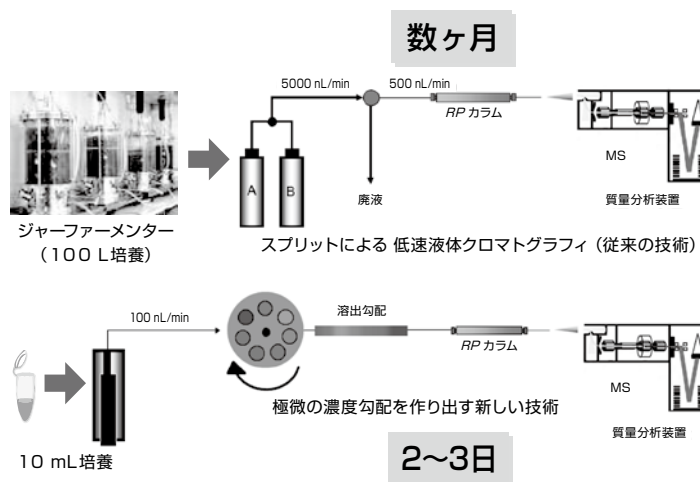 数ヶ月
5000 nL/min
500 nL/min
RP カラム
A
B
廃液
MS
質量分析装置
ジャーファーメンター
(100 L培養)
スプリットによる 低速液体クロマトグラフィ (従来の技術)
100 nL/min
溶出勾配
RP カラム
MS
質量分析装置
極微の濃度勾配を作り出す新しい技術
10 mL培養
2〜3日